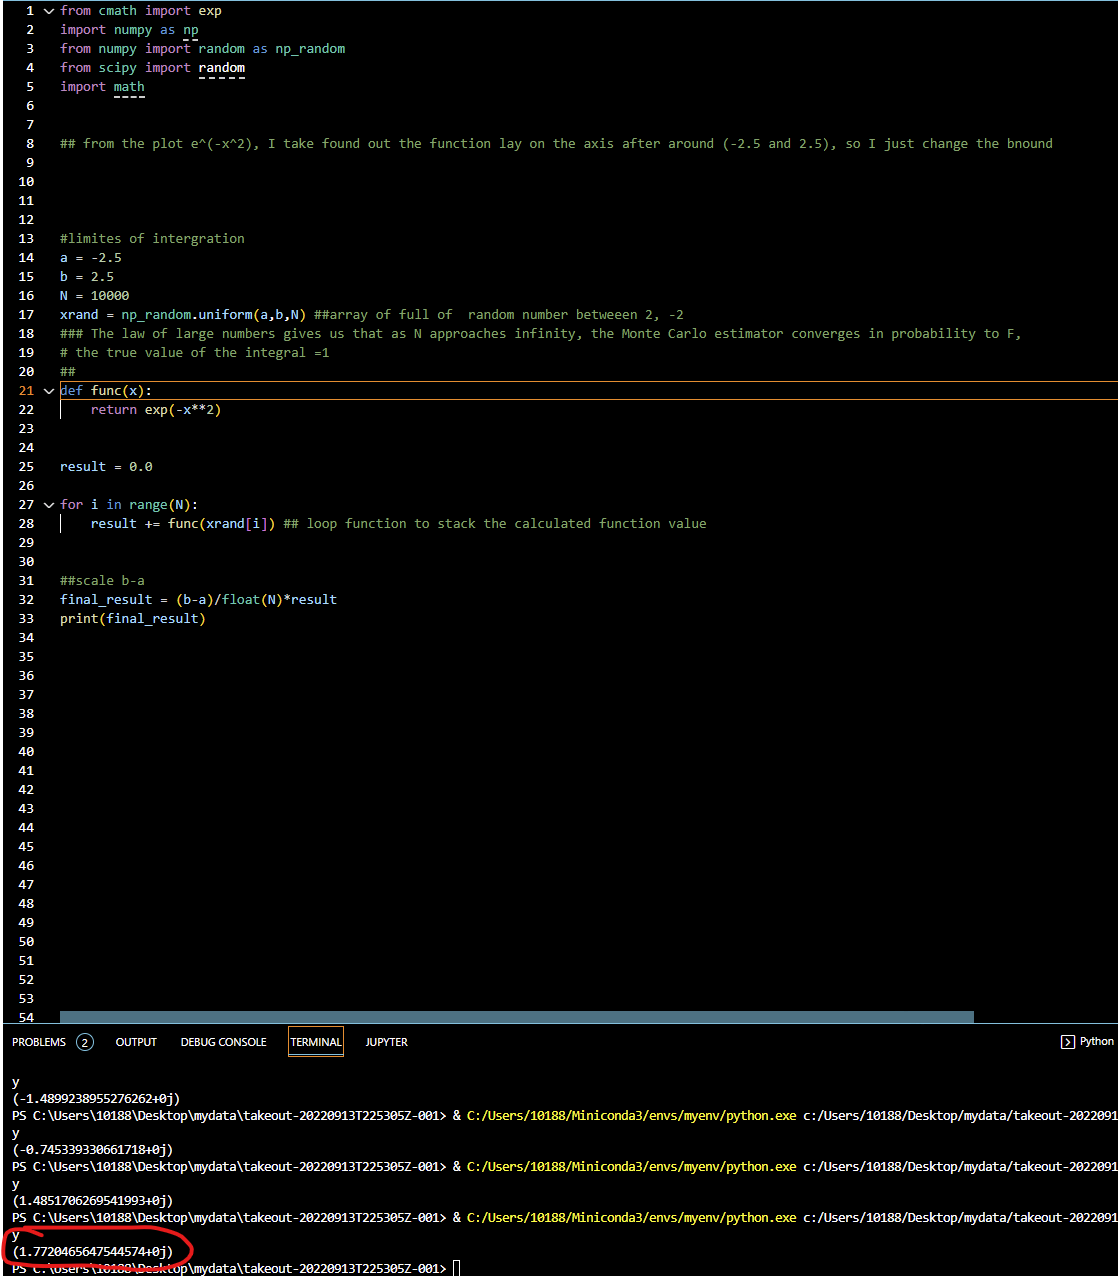 1 from cmath import exp
2 import numpy as np
3 from numpy import random as np_random
4 from scipy import random
5 import math
6
7
8 ## from the plot e^(-x^2), I take found out the function lay on the axis after around (-2.5 and 2.5), so I just change the bnound
9
10
11
12
13 #limites of intergration
14 a = -2.5
15 b = 2.5
16 N = 10000
17 xrand = np_random.uniform(a,b,N) ##array of full of  random number betweeen 2, -2
18 ### The law of large numbers gives us that as N approaches infinity, the Monte Carlo estimator converges in probability to F,
19 # the true value of the integral =1
20 ##
21 def func(x):
22     return exp(-x**2)
23
24
25 result = 0.0
26
27 for i in range(N):
28     result += func(xrand[i]) ## loop function to stack the calculated function value
29
30
31 ##scale b-a
32 final_result = (b-a)/float(N)*result
33 print(final_result)
34
35
36
37
38
39
40
41
42
43
44
45
46
47
48
49
50
51
52
53
54
PROBLEMS 2 OUTPUT DEBUG CONSOLE TERMINAL JUPYTER Python
y
(-1.4899238955276262+0j)
PS C:\Users\10188\Desktop\mydata\takeout-20220913T225305Z-001> & C:/Users/10188/Miniconda3/envs/myenv/python.exe c:/Users/10188/Desktop/mydata/takeout-2022091
y
(-0.745339330661718+0j)
PS C:\Users\10188\Desktop\mydata\takeout-20220913T225305Z-001> & C:/Users/10188/Miniconda3/envs/myenv/python.exe c:/Users/10188/Desktop/mydata/takeout-2022091
y
(1.4851706269541993+0j)
PS C:\Users\10188\Desktop\mydata\takeout-20220913T225305Z-001> & C:/Users/10188/Miniconda3/envs/myenv/python.exe c:/Users/10188/Desktop/mydata/takeout-2022091
y
(1.7720465647544574+0j)
PS C:\Users\10188\Desktop\mydata\takeout-20220913T225305Z-001>